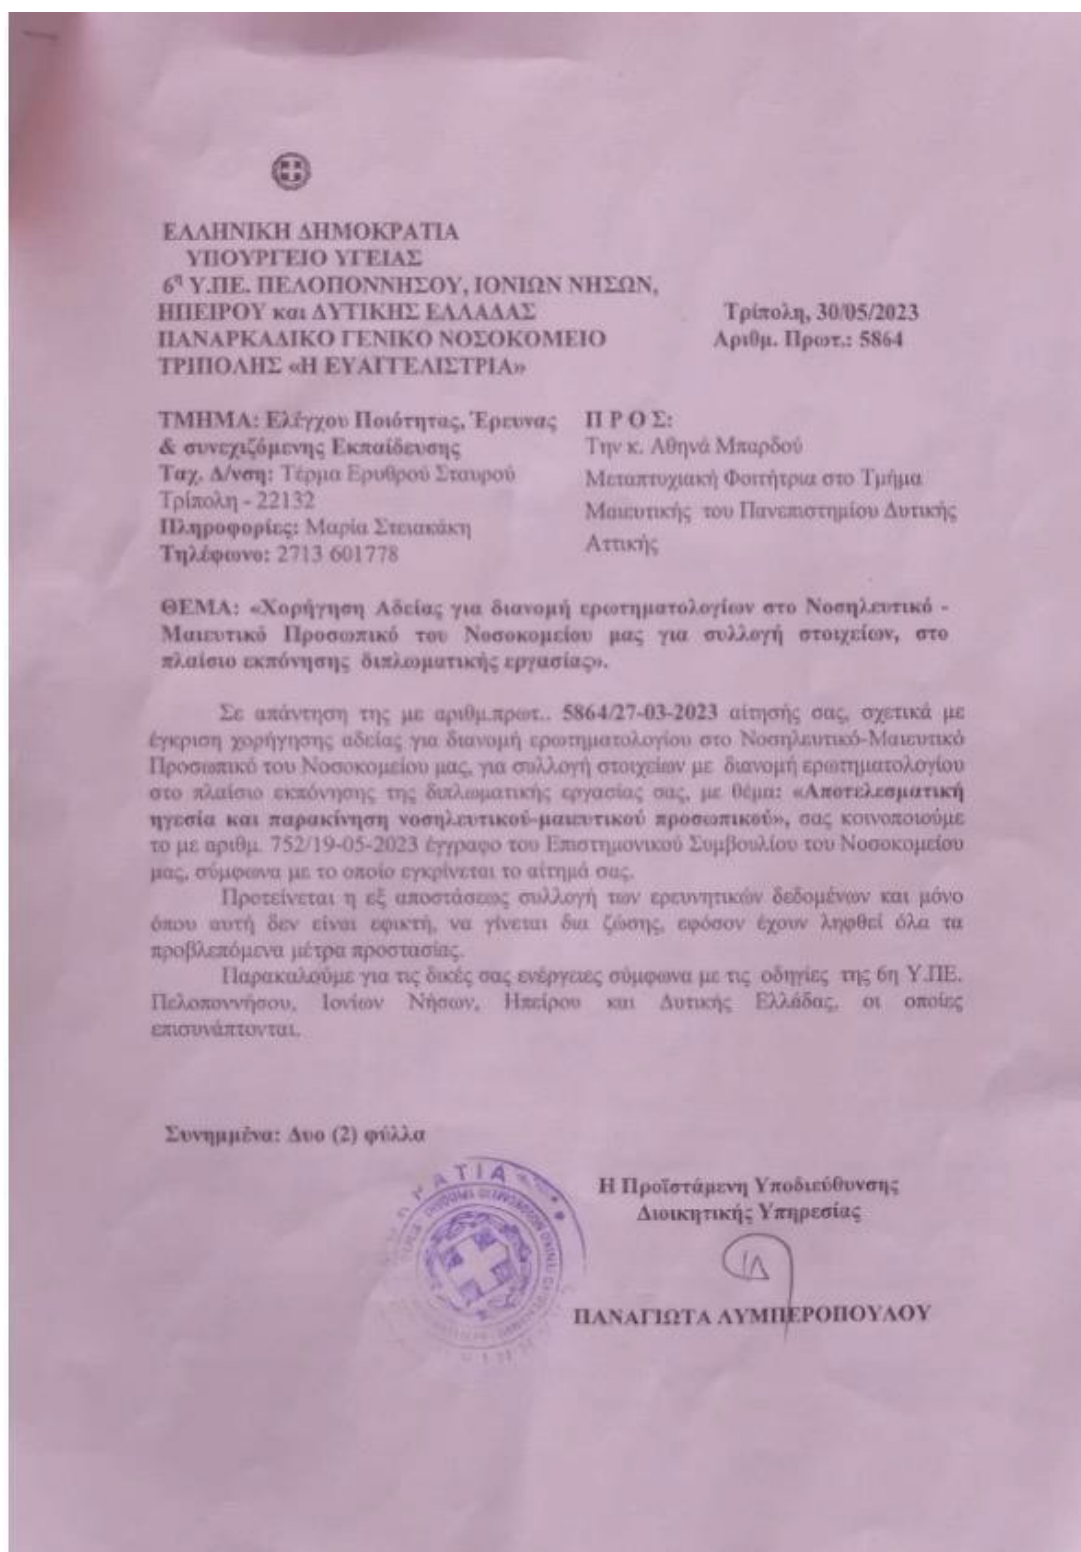 ΕΛΛΗΝΙΚΗ ΔΗΜΟΚΡΑΤΙΑ
ΥΠΟΥΡΓΕΙΟ ΥΓΕΙΑΣ
6η Υ.ΠΕ. ΠΕΛΟΠΟΝΝΗΣΟΥ, ΙΟΝΙΩΝ ΝΗΣΩΝ,
ΗΠΕΙΡΟΥ και ΔΥΤΙΚΗΣ ΕΛΛΑΔΑΣ
ΠΑΝΑΡΚΑΔΙΚΟ ΓΕΝΙΚΟ ΝΟΣΟΚΟΜΕΙΟ
ΤΡΙΠΟΛΗΣ «Η ΕΥΑΓΓΕΛΙΣΤΡΙΑ»
Τρίπολη, 30/05/2023
Αριθμ. Πρωτ.: 5864
ΤΜΗΜΑ: Ελέγχου Ποιότητας, Έρευνας
& συνεχιζόμενης Εκπαίδευσης
Ταχ. Δ/νση: Τέρμα Ερυθρού Σταυρού
Τρίπολη - 22132
Πληροφορίες: Μαρία Στειακάκη
Τηλέφωνο: 2713 601778
Π Ρ Ο Σ:
Την κ. Αθηνά Μπαρδού
Μεταπτυχιακή Φοιτήτρια στο Τμήμα
Μαιευτικής του Πανεπιστημίου Δυτικής
Αττικής
ΘΕΜΑ: «Χορήγηση Αδείας για διανομή ερωτηματολογίων στο Νοσηλευτικό -
Μαιευτικό Προσωπικό του Νοσοκομείου μας για συλλογή στοιχείων, στο
πλαίσιο εκπόνησης διπλωματικής εργασίας».
Σε απάντηση της με αριθμ.πρωτ.. 5864/27-03-2023 αίτησής σας, σχετικά με
έγκριση χορήγησης αδείας για διανομή ερωτηματολογίου στο Νοσηλευτικό-Μαιευτικό
Προσωπικό του Νοσοκομείου μας, για συλλογή στοιχείων με διανομή ερωτηματολογίου
στο πλαίσιο εκπόνησης της διπλωματικής εργασίας σας, με θέμα: «Αποτελεσματική
ηγεσία και παρακίνηση νοσηλευτικού-μαιευτικού προσωπικού», σας κοινοποιούμε
το με αριθμ. 752/19-05-2023 έγγραφο του Επιστημονικού Συμβουλίου του Νοσοκομείου
μας, σύμφωνα με το οποίο εγκρίνεται το αίτημά σας.
Προτείνεται η εξ αποστάσεως συλλογή των ερευνητικών δεδομένων και μόνο
όπου αυτή δεν είναι εφικτή, να γίνεται δια ζώσης, εφόσον έχουν ληφθεί όλα τα
προβλεπόμενα μέτρα προστασίας.
Παρακαλούμε για τις δικές σας ενέργειες σύμφωνα με τις οδηγίες της 6η Υ.ΠΕ.
Πελοποννήσου, Ιονίων Νήσων, Ηπείρου και Δυτικής Ελλάδας, οι οποίες
επισυνάπτονται.
Συνημμένα: Δυο (2) φύλλα
Η Προϊστάμενη Υποδιεύθυνσης
Διοικητικής Υπηρεσίας
ΠΑΝΑΓΙΩΤΑ ΛΥΜΠΕΡΟΠΟΥΛΟΥ